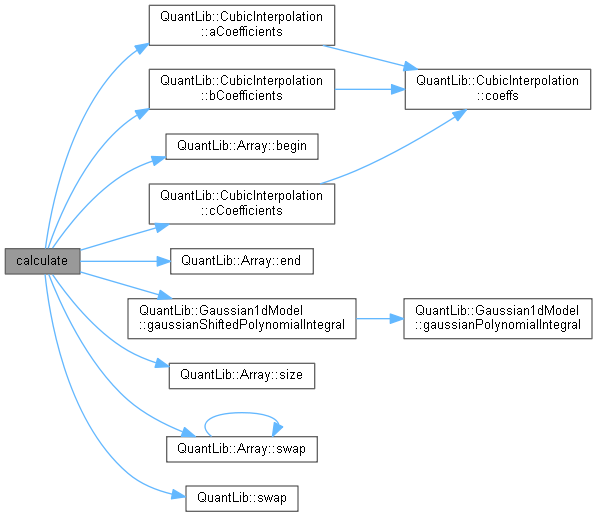 QuantLib::CubicInterpolation
::aCoefficients
QuantLib::CubicInterpolation
::coeffs
QuantLib::CubicInterpolation
::bCoefficients
QuantLib::Array::begin
QuantLib::CubicInterpolation
::cCoefficients
calculate
QuantLib::Array::end
QuantLib::Gaussian1dModel
::gaussianShiftedPolynomialIntegral
QuantLib::Gaussian1dModel
::gaussianPolynomialIntegral
QuantLib::Array::size
QuantLib::Array::swap
QuantLib::swap